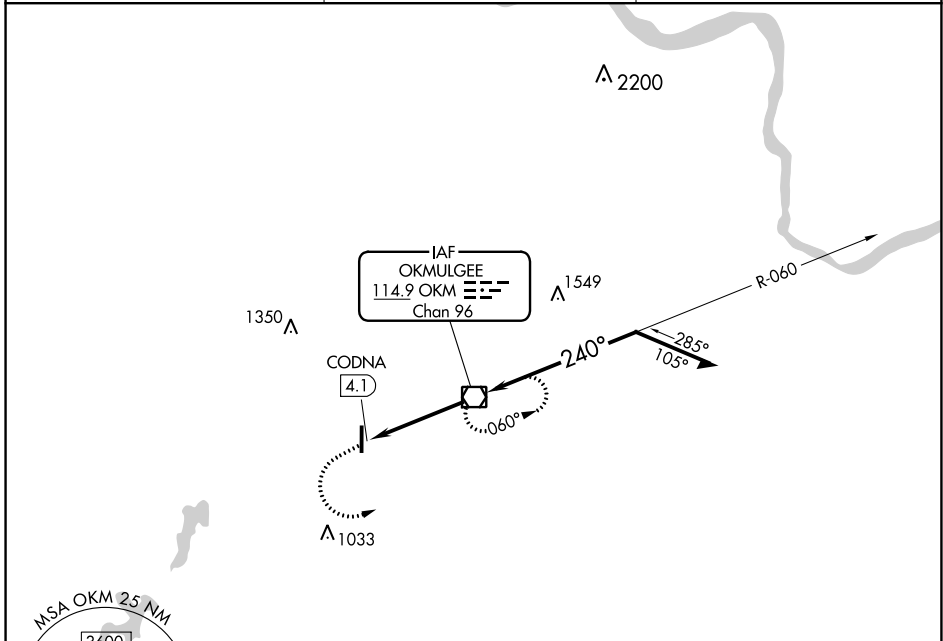 2200
IAF
OKMULGEE
114.9 OKM
Chan 96
1549
R-060
1350
285°
105°
240°
CODNA
4.1
060°
1033
MSA OKM 25 NM